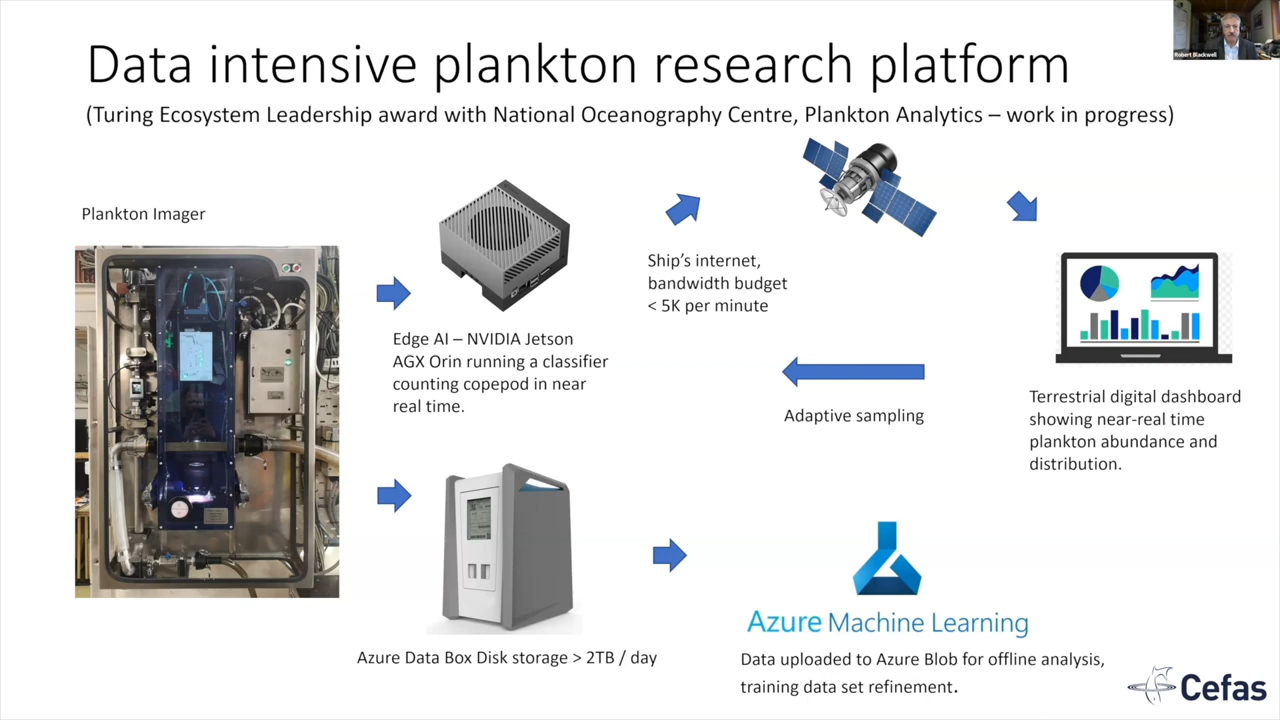 Data intensive plankton research platform
(Turing Ecosystem Leadership award with National Oceanography Centre, Plankton Analytics – work in progress)
Robert Blackwell
Plankton Imager
Ship's internet,
bandwidth budget
< 5K per minute
Edge AI – NVIDIA Jetson
AGX Orin running a classifier
counting copepod in near
real time.
Adaptive sampling
Terrestrial digital dashboard
showing near-real time
plankton abundance and
distribution.
Azure Data Box Disk storage > 2TB / day
Azure Machine Learning
Data uploaded to Azure Blob for offline analysis,
training data set refinement.
Cefas